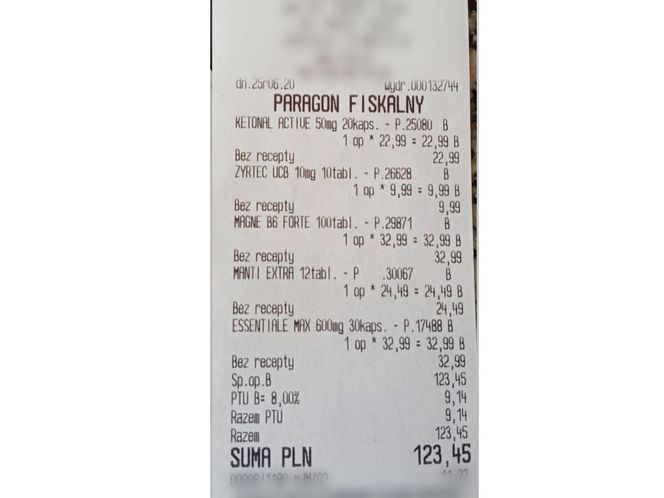 dn.25r06.20 wydr.000132744
PARAGON FISKALNY
KETONAL ACTIVE 50mg 20kaps. - P.25080 B
1 op * 22,99 = 22,99 B
Bez recepty 22,99
ZYRTEC UCB 10mg 10tabl. - P.26628 B
1 op * 9,99 = 9,99 B
Bez recepty 9,99
MAGNE B6 FORTE 100tabl. - P.29871 B
1 op * 32,99 = 32,99 B
Bez recepty 32,99
MANTI EXTRA 12tabl. - P .30067 B
1 op * 24,49 = 24,49 B
Bez recepty 24,49
ESSENTIALE MAX 600mg 30kaps. - P.17488 B
1 op * 32,99 = 32,99 B
Bez recepty 32,99
Sp.op.B 123,45
PTU B= 8,00% 9,14
Razem PTU 9,14
Razem 123,45
SUMA PLN 123,45